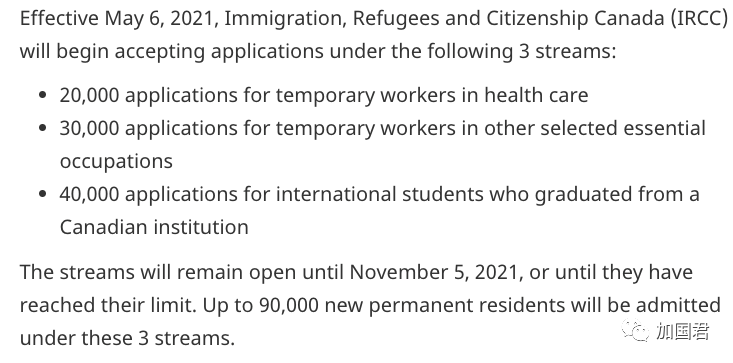 Effective May 6, 2021, Immigration, Refugees and Citizenship Canada (IRCC)
will begin accepting applications under the following 3 streams:
• 20,000 applications for temporary workers in health care
• 30,000 applications for temporary workers in other selected essential
occupations
• 40,000 applications for international students who graduated from a
Canadian institution
The streams will remain open until November 5, 2021, or until they have
reached their limit. Up to 90,000 new permanent residents will be admitted
under these 3 streams.
加国君